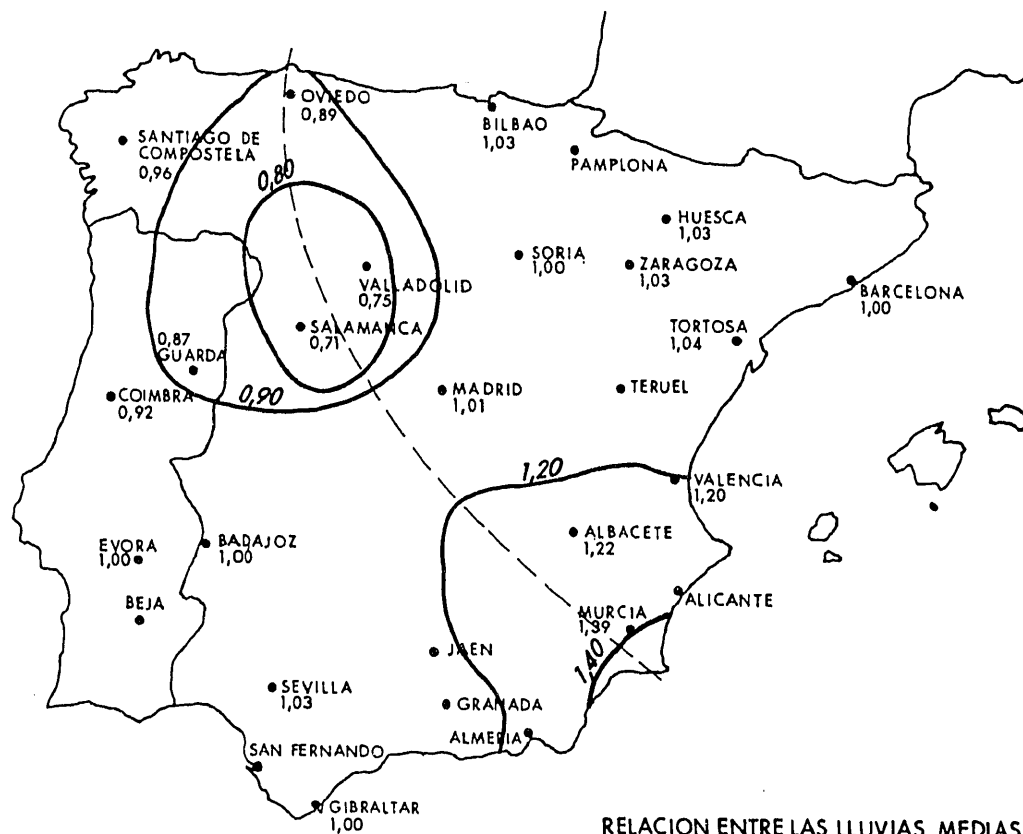 OVIEDO
0,89
BILBAO
1,03
SANTIAGO DE
COMPOSTELA
0,96
PAMPLONA
0,80
HUESCA
1,03
SORIA
1,00
ZARAGOZA
1,03
VALLADOLID
0,75
BARCELONA
1,00
SALAMANCA
0,71
TORTOSA
1,04
0,87
GUARDA
COIMBRA
0,92
0,90
MADRID
1,01
TERUEL
1,20
VALENCIA
1,20
ALBACETE
1,22
EVORA
1,00
BADAJOZ
1,00
BEJA
ALICANTE
MURCIA
1,39
1,40
JAEN
SEVILLA
1,03
GRANADA
ALMERIA
SAN FERNANDO
GIBRALTAR
1,00
RELACION ENTRE LAS LLUVIAS MEDIAS